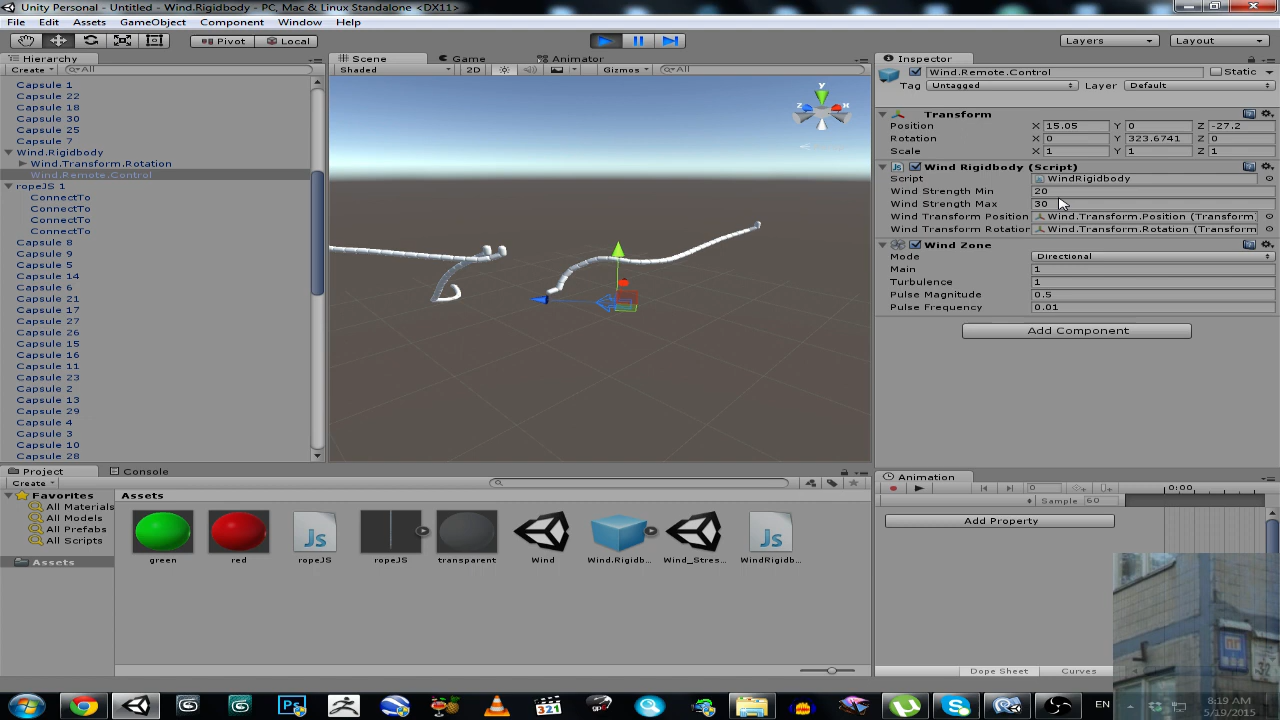 Unity Personal - Untitled - Wind.Rigidbody - PC, Mac & Linux Standalone <DX11>
File Edit Assets GameObject Component Window Help
Pivot Local Layers Layout
Hierarchy
Create All
Capsule 1
Capsule 22
Capsule 18
Capsule 30
Capsule 25
Capsule 7
Wind.Rigidbody
Wind.Transform.Rotation
Wind.Remote.Control
ropeJS 1
ConnectTo
ConnectTo
ConnectTo
ConnectTo
Capsule 8
Capsule 9
Capsule 5
Capsule 14
Capsule 6
Capsule 21
Capsule 17
Capsule 27
Capsule 26
Capsule 15
Capsule 16
Capsule 11
Capsule 23
Capsule 2
Capsule 13
Capsule 29
Capsule 4
Capsule 3
Capsule 10
Capsule 28
Scene Game Animator
Shaded 2D Gizmos All
y
z x
Inspector
Wind.Remote.Control Static
Tag Untagged Layer Default
Transform
Position X 15.05 Y 0 Z -27.2
Rotation X 0 Y 323.6741 Z 0
Scale X 1 Y 1 Z 1
Wind Rigidbody (Script)
Script WindRigidbody
Wind Strength Min 20
Wind Strength Max 30
Wind Transform Position Wind.Transform.Position (Transform
Wind Transform Rotation Wind.Transform.Rotation (Transform
Wind Zone
Mode Directional
Main 1
Turbulence 1
Pulse Magnitude 0.5
Pulse Frequency 0.01
Add Component
Project Console
Create
Favorites
All Materials
All Models
All Prefabs
All Scripts
Assets
Assets
Js Js
green red ropeJS ropeJS transparent Wind Wind.Rigidb... Wind_Stres... WindRigidb...
Animation
0 0:00
Sample 60
Add Property
Dope Sheet Curves
321
EN
8:19 AM
5/19/2015